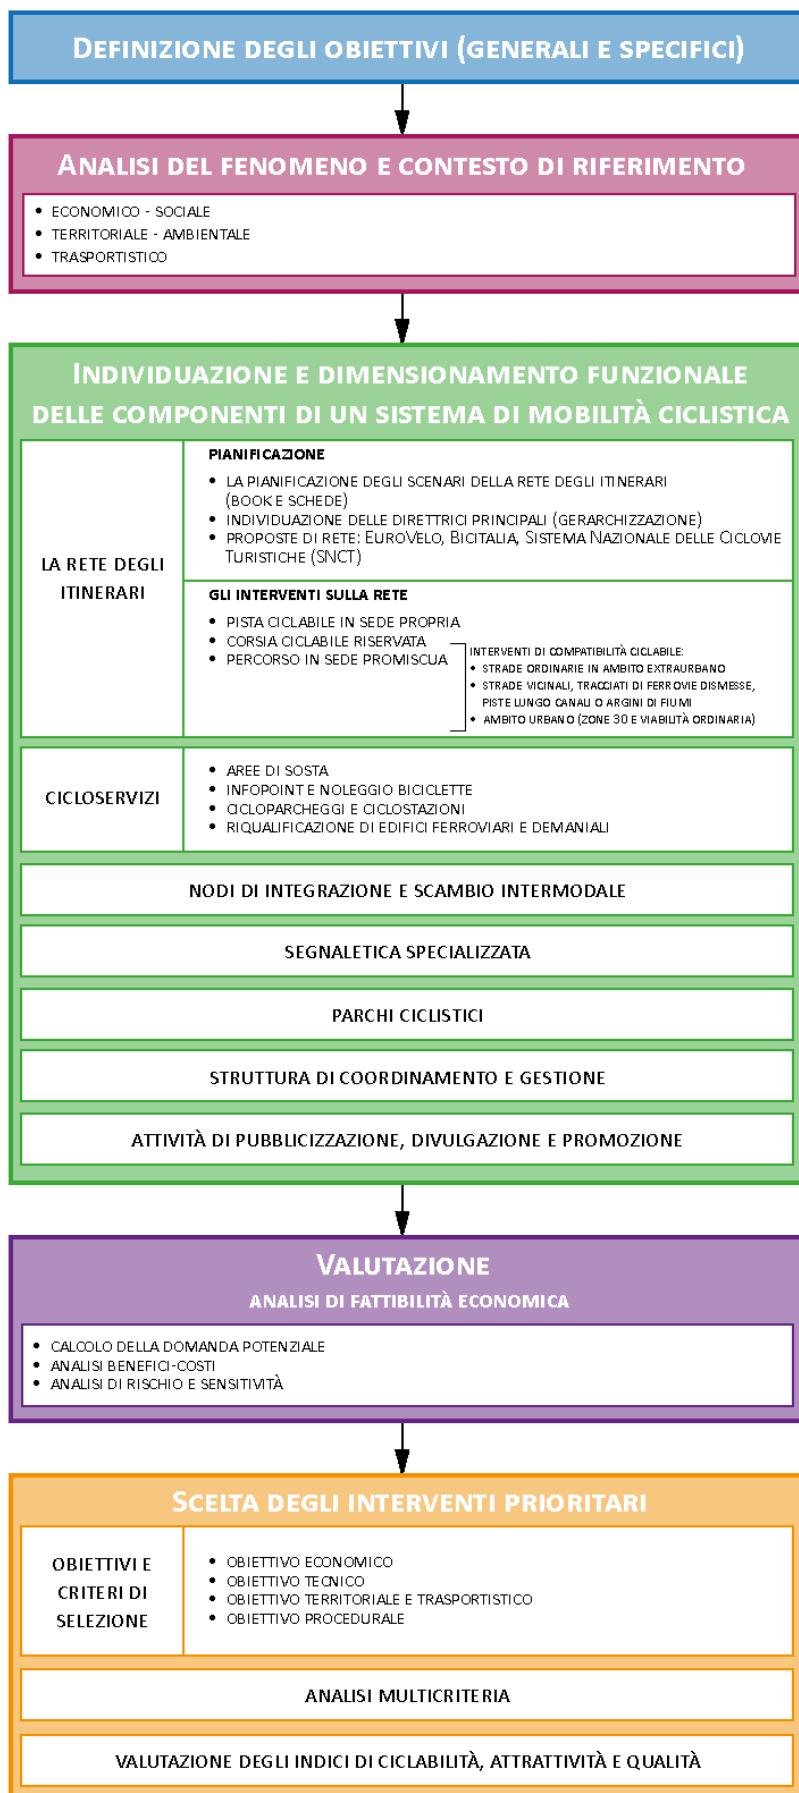 DEFINIZIONE DEGLI OBIETTIVI (GENERALI E SPECIFICI)
ANALISI DEL FENOMENO E CONTESTO DI RIFERIMENTO
• ECONOMICO - SOCIALE
• TERRITORIALE - AMBIENTALE
• TRASPORTISTICO
INDIVIDUAZIONE E DIMENSIONAMENTO FUNZIONALE
DELLE COMPONENTI DI UN SISTEMA DI MOBILITÀ CICLISTICA
LA RETE DEGLI
ITINERARI
PIANIFICAZIONE
• LA PIANIFICAZIONE DEGLI SCENARI DELLA RETE DEGLI ITINERARI
(BOOK E SCHEDE)
• INDIVIDUAZIONE DELLE DIRETTRICI PRINCIPALI (GERARCHIZZAZIONE)
• PROPOSTE DI RETE: EUROVELO, BICITALIA, SISTEMA NAZIONALE DELLE CICLOVIE
TURISTICHE (SNCT)
GLI INTERVENTI SULLA RETE
• PISTA CICLABILE IN SEDE PROPRIA
• CORSIA CICLABILE RISERVATA
• PERCORSO IN SEDE PROMISCUA
INTERVENTI DI COMPATIBILITÀ CICLABILE:
• STRADE ORDINARIE IN AMBITO EXTRAURBANO
• STRADE VICINALI, TRACCIATI DI FERROVIE DISMESSE,
PISTE LUNGO CANALI O ARGINI DI FIUMI
• AMBITO URBANO (ZONE 30 E VIABILITÀ ORDINARIA)
CICLOSERVIZI
• AREE DI SOSTA
• INFOPOINT E NOLEGGIO BICICLETTE
• CICLOPARCHEGGI E CICLOSTAZIONI
• RIQUALIFICAZIONE DI EDIFICI FERROVIARI E DEMANIALI
NODI DI INTEGRAZIONE E SCAMBIO INTERMODALE
SEGNALETICA SPECIALIZZATA
PARCHI CICLISTICI
STRUTTURA DI COORDINAMENTO E GESTIONE
ATTIVITÀ DI PUBBLICIZZAZIONE, DIVULGAZIONE E PROMOZIONE
VALUTAZIONE
ANALISI DI FATTIBILITÀ ECONOMICA
• CALCOLO DELLA DOMANDA POTENZIALE
• ANALISI BENEFICI-COSTI
• ANALISI DI RISCHIO E SENSITIVITÀ
SCELTA DEGLI INTERVENTI PRIORITARI
OBIETTIVI E
CRITERI DI
SELEZIONE
• OBIETTIVO ECONOMICO
• OBIETTIVO TECNICO
• OBIETTIVO TERRITORIALE E TRASPORTISTICO
• OBIETTIVO PROCEDURALE
ANALISI MULTICRITERIA
VALUTAZIONE DEGLI INDICI DI CICLABILITÀ, ATTRATTIVITÀ E QUALITÀ